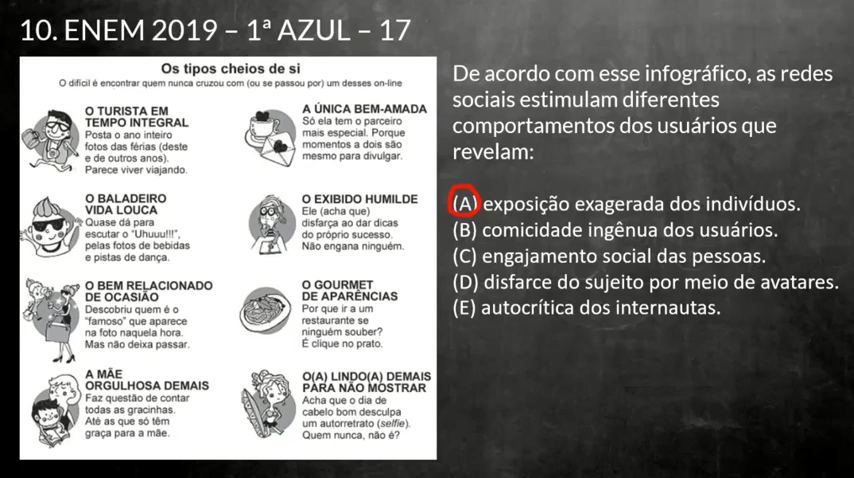 10. ENEM 2019 – 1ª AZUL – 17
Os tipos cheios de si
O difícil é encontrar quem nunca cruzou com (ou se passou por) um desses on-line
O TURISTA EM
TEMPO INTEGRAL
Posta o ano inteiro
fotos das férias (deste
e de outros anos).
Parece viver viajando.
A ÚNICA BEM-AMADA
Só ela tem o parceiro
mais especial. Porque
momentos a dois são
mesmo para divulgar.
O BALADEIRO
VIDA LOUCA
Quase dá para
escutar o "Uhuuu!!!",
pelas fotos de bebidas
e pistas de dança.
O EXIBIDO HUMILDE
Ele (acha que)
disfarça ao dar dicas
do próprio sucesso.
Não engana ninguém.
O BEM RELACIONADO
DE OCASIÃO
Descobriu quem é o
"famoso" que aparece
na foto naquela hora.
Mas não deixa passar.
O GOURMET
DE APARÊNCIAS
Por que ir a um
restaurante se
ninguém souber?
É clique no prato.
A MÃE
ORGULHOSA DEMAIS
Faz questão de contar
todas as gracinhas.
Até as que só têm
graça para a mãe.
O(A) LINDO(A) DEMAIS
PARA NÃO MOSTRAR
Acha que o dia de
cabelo bom desculpa
um autorretrato (selfie).
Quem nunca, não é?
De acordo com esse infográfico, as redes
sociais estimulam diferentes
comportamentos dos usuários que
revelam:
(A) exposição exagerada dos indivíduos.
(B) comicidade ingênua dos usuários.
(C) engajamento social das pessoas.
(D) disfarce do sujeito por meio de avatares.
(E) autocrítica dos internautas.